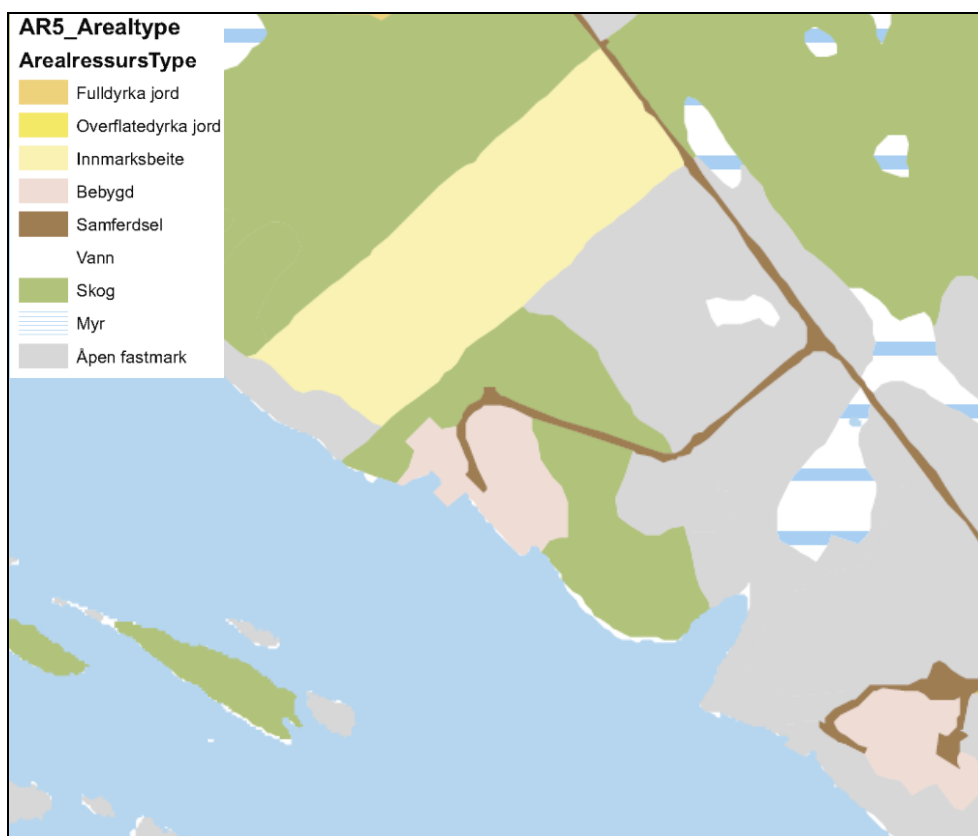 AR5_Arealtype
ArealressursType
Fulldyrka jord
Overflatedyrka jord
Innmarksbeite
Bebygd
Samferdsel
Vann
Skog
Myr
Åpen fastmark